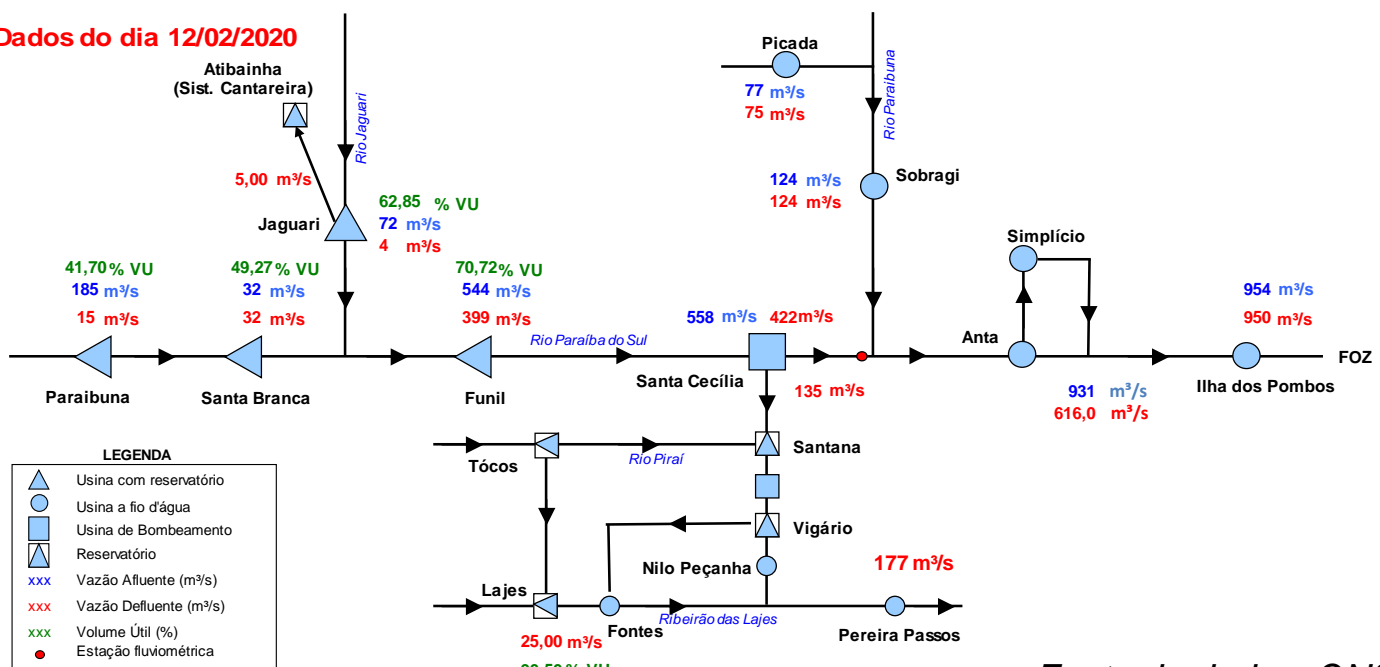 Dados do dia 12/02/2020
Atibainha
(Sist. Cantareira)
Rio Jaguari
5,00 m³/s
Jaguari
62,85 % VU
72 m³/s
4 m³/s
Picada
77 m³/s
75 m³/s
Rio Paraibuna
124 m³/s
124 m³/s
Sobragi
Simplício
41,70% VU
185 m³/s
15 m³/s
Paraibuna
49,27% VU
32 m³/s
32 m³/s
Santa Branca
70,72% VU
544 m³/s
399 m³/s
Funil
Rio Paraíba do Sul
558 m³/s 422m³/s
Santa Cecília
135 m³/s
Anta
931 m³/s
616,0 m³/s
954 m³/s
950 m³/s
Ilha dos Pombos
FOZ
Tócos
Rio Piraí
Santana
Vigário
Nilo Peçanha
177 m³/s
Lajes
25,00 m³/s
Fontes
Ribeirão das Lajes
Pereira Passos
LEGENDA
Usina com reservatório
Usina a fio d'água
Usina de Bombeamento
Reservatório
xxx Vazão Afluente (m³/s)
xxx Vazão Defluente (m³/s)
xxx Volume Útil (%)
Estação fluviométrica